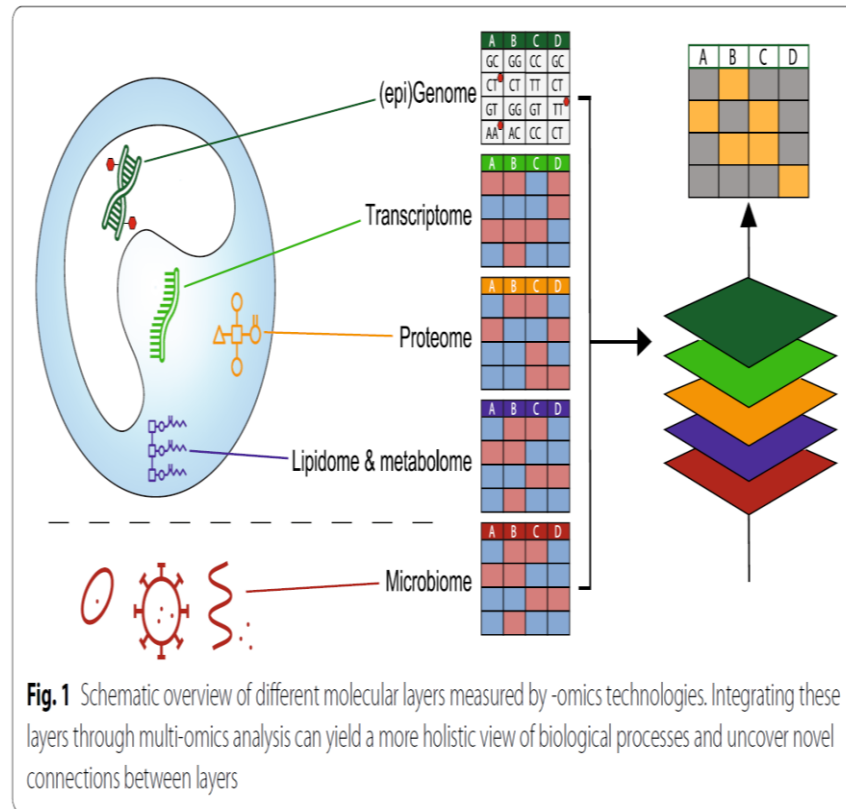 A B C D
GC GG CC GC
CT CT TT CT
GT GG GT TT
AA AC CC CT
(epi)Genome
A B C D
Transcriptome
A B C D
Proteome
A B C D
Lipidome & metabolome
A B C D
Microbiome
A B C D
Fig. 1 Schematic overview of different molecular layers measured by -omics technologies. Integrating these
layers through multi-omics analysis can yield a more holistic view of biological processes and uncover novel
connections between layers